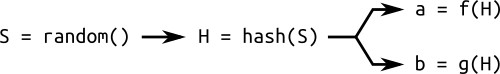 a = f(H)
S = random() H = hash(S)
b = g(H)